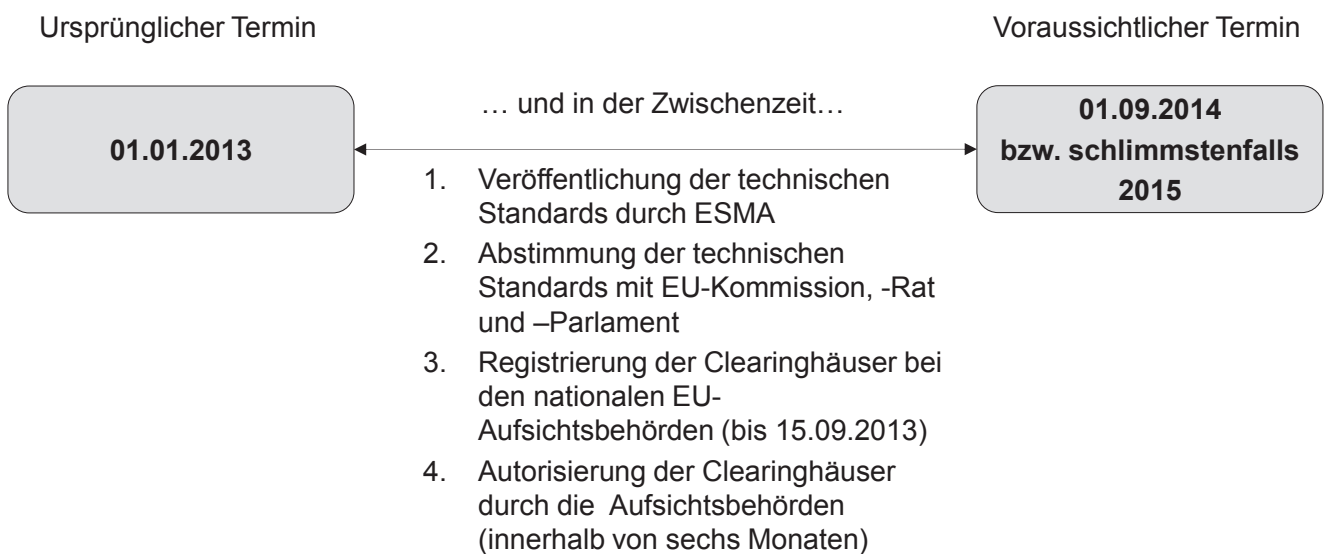 Ursprünglicher Termin
Voraussichtlicher Termin
01.01.2013
… und in der Zwischenzeit…
01.09.2014
bzw. schlimmstenfalls
2015
1. Veröffentlichung der technischen
Standards durch ESMA
2. Abstimmung der technischen
Standards mit EU-Kommission, -Rat
und –Parlament
3. Registrierung der Clearinghäuser bei
den nationalen EU-
Aufsichtsbehörden (bis 15.09.2013)
4. Autorisierung der Clearinghäuser
durch die Aufsichtsbehörden
(innerhalb von sechs Monaten)